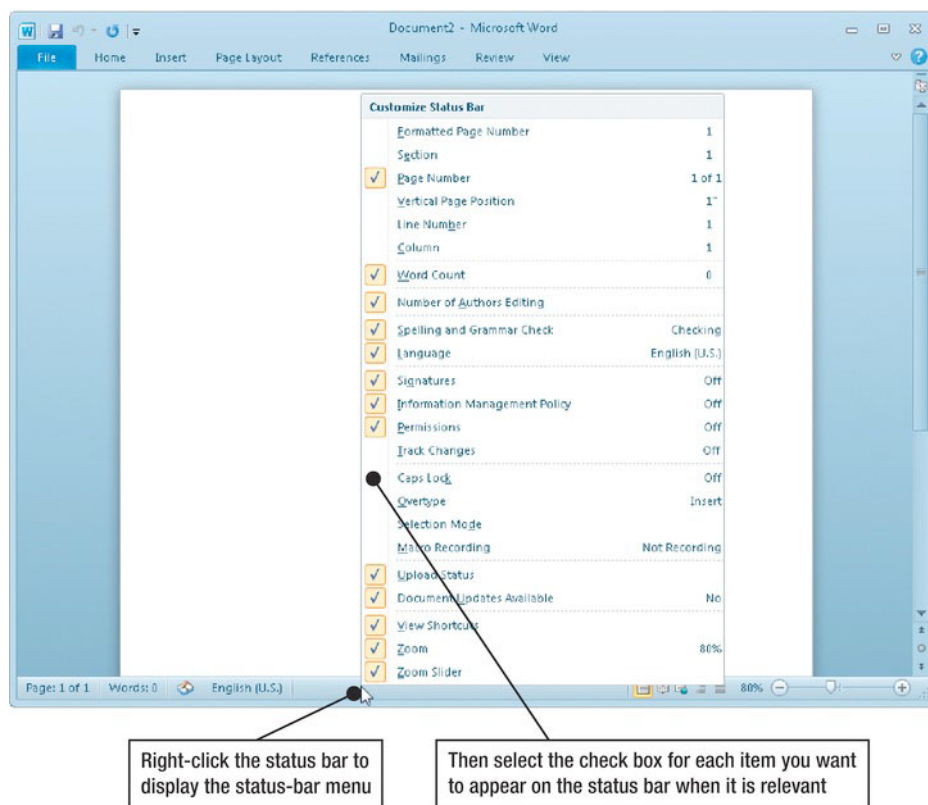 W
Document2 - Microsoft Word
File Home Insert Page Layout References Mailings Review View
Customize Status Bar
Formatted Page Number 1
Section 1
Page Number 1 of 1
Vertical Page Position 1"
Line Number 1
Column 1
Word Count 0
Number of Authors Editing
Spelling and Grammar Check Checking
Language English (U.S.)
Signatures Off
Information Management Policy Off
Permissions Off
Track Changes Off
Caps Lock Off
Overtype Insert
Selection Mode
Macro Recording Not Recording
Upload Status
Document Updates Available No
View Shortcuts
Zoom 80%
Zoom Slider
Page: 1 of 1 Words: 0 English (U.S.) 80%
Right-click the status bar to
display the status-bar menu
Then select the check box for each item you want
to appear on the status bar when it is relevant